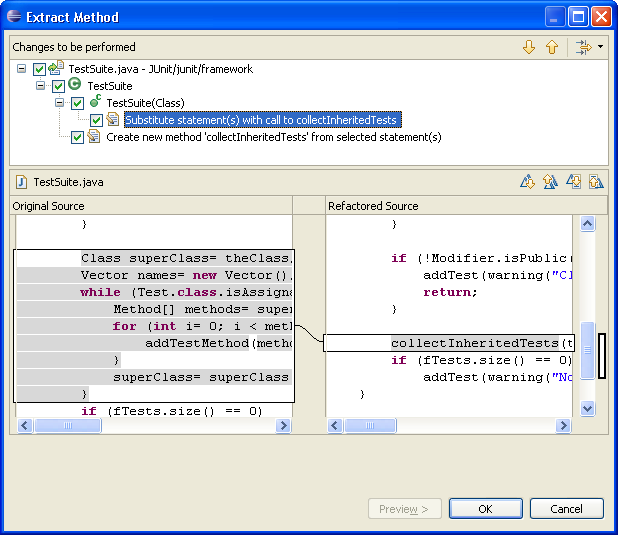 Extract Method
Changes to be performed
TestSuite.java - JUnit/junit/framework
TestSuite
TestSuite(Class)
Substitute statement(s) with call to collectInheritedTests
Create new method 'collectInheritedTests' from selected statement(s)
TestSuite.java
Original Source
}
Class superClass= theClass
Vector names= new Vector()
while (Test.class.isAssigna
Method[] methods= supe
for (int i= 0; i < meth
addTestMethod(metho
}
superClass= superClass
}
if (fTests.size() == 0)
Refactored Source
}
if (!Modifier.isPublic(
addTest(warning("Cl
return;
}
collectInheritedTests(t
if (fTests.size() == 0)
addTest(warning("No
}
Preview >
OK
Cancel